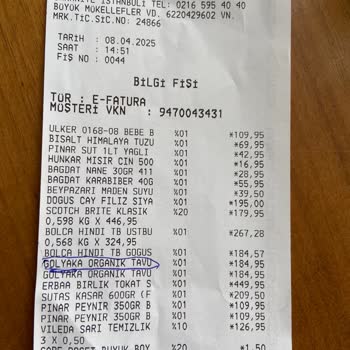 İSTANBUL TEL: 0216 595 40 40
BÜYÜK MÜKELLEFLER VD. 6220429602 VN.
MRK.TİC.SİC.NO: 24866
TARİH : 08.04.2025
SAAT : 14:51
FİŞ NO : 0044
BİLGİ FİŞİ
TÜR : E-FATURA
MÜŞTERİ VKN : 9470043431
ULKER 0168-08 BEBE B %01 *109,95
BISALT HIMALAYA TUZU %01 *69,95
PINAR SUT 1LT YAGLI %01 *42,95
HUNKAR MISIR CIN 500 %01 *16,95
BAGDAT NANE 30GR 411 %01 *28,95
BAGDAT KARABIBER 40G %01 *55,95
BEYPAZARI MADEN SUYU %01 *39,50
DOGUS CAY FILIZ SIYA %01 *195,00
SCOTCH BRITE KLASIK %20 *179,95
0,598 KG X 446,95
BOLCA HINDI TB USTBU %01 *267,28
0,568 KG X 324,95
BOLCA HINDI TB GOGUS %01 *184,57
GOLYAKA ORGANIK TAVU %01 *184,95
GOLYAKA ORGANIK TAVU %01 *184,95
ERBAA BIRLIK TOKAT S %01 *449,95
SUTAS KASAR 600GR (F %01 *209,95
PINAR PEYNIR 350GR B %01 *109,95
PINAR PEYNIR 350GR B %01 *109,95
VILEDA SARI TEMIZLIK %10 *126,95
3 X 0,50
BUYUK BOY %20 *1,50